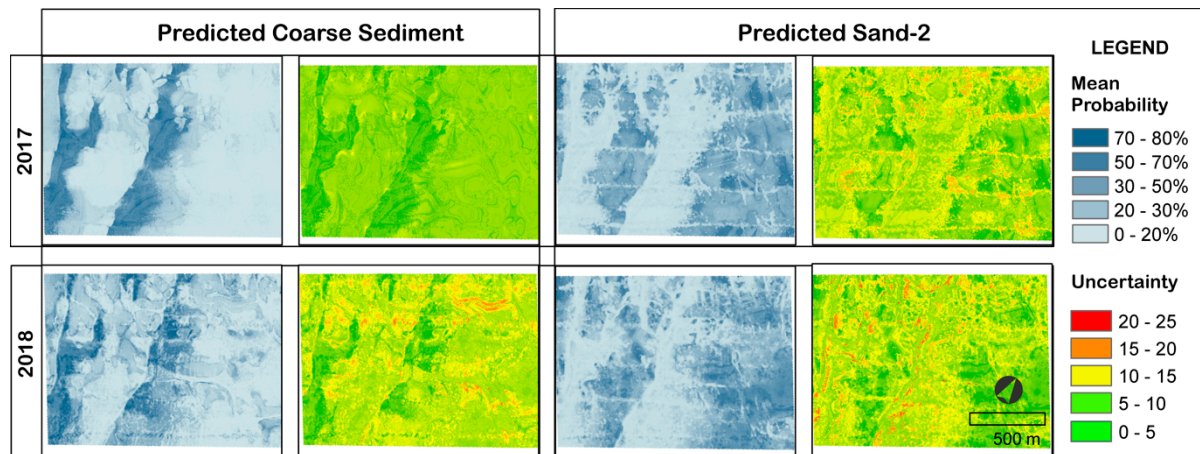 Predicted Coarse Sediment
Predicted Sand-2
2017
2018
LEGEND
Mean
Probability
70 - 80%
50 - 70%
30 - 50%
20 - 30%
0 - 20%
Uncertainty
20 - 25
15 - 20
10 - 15
5 - 10
0 - 5
500 m